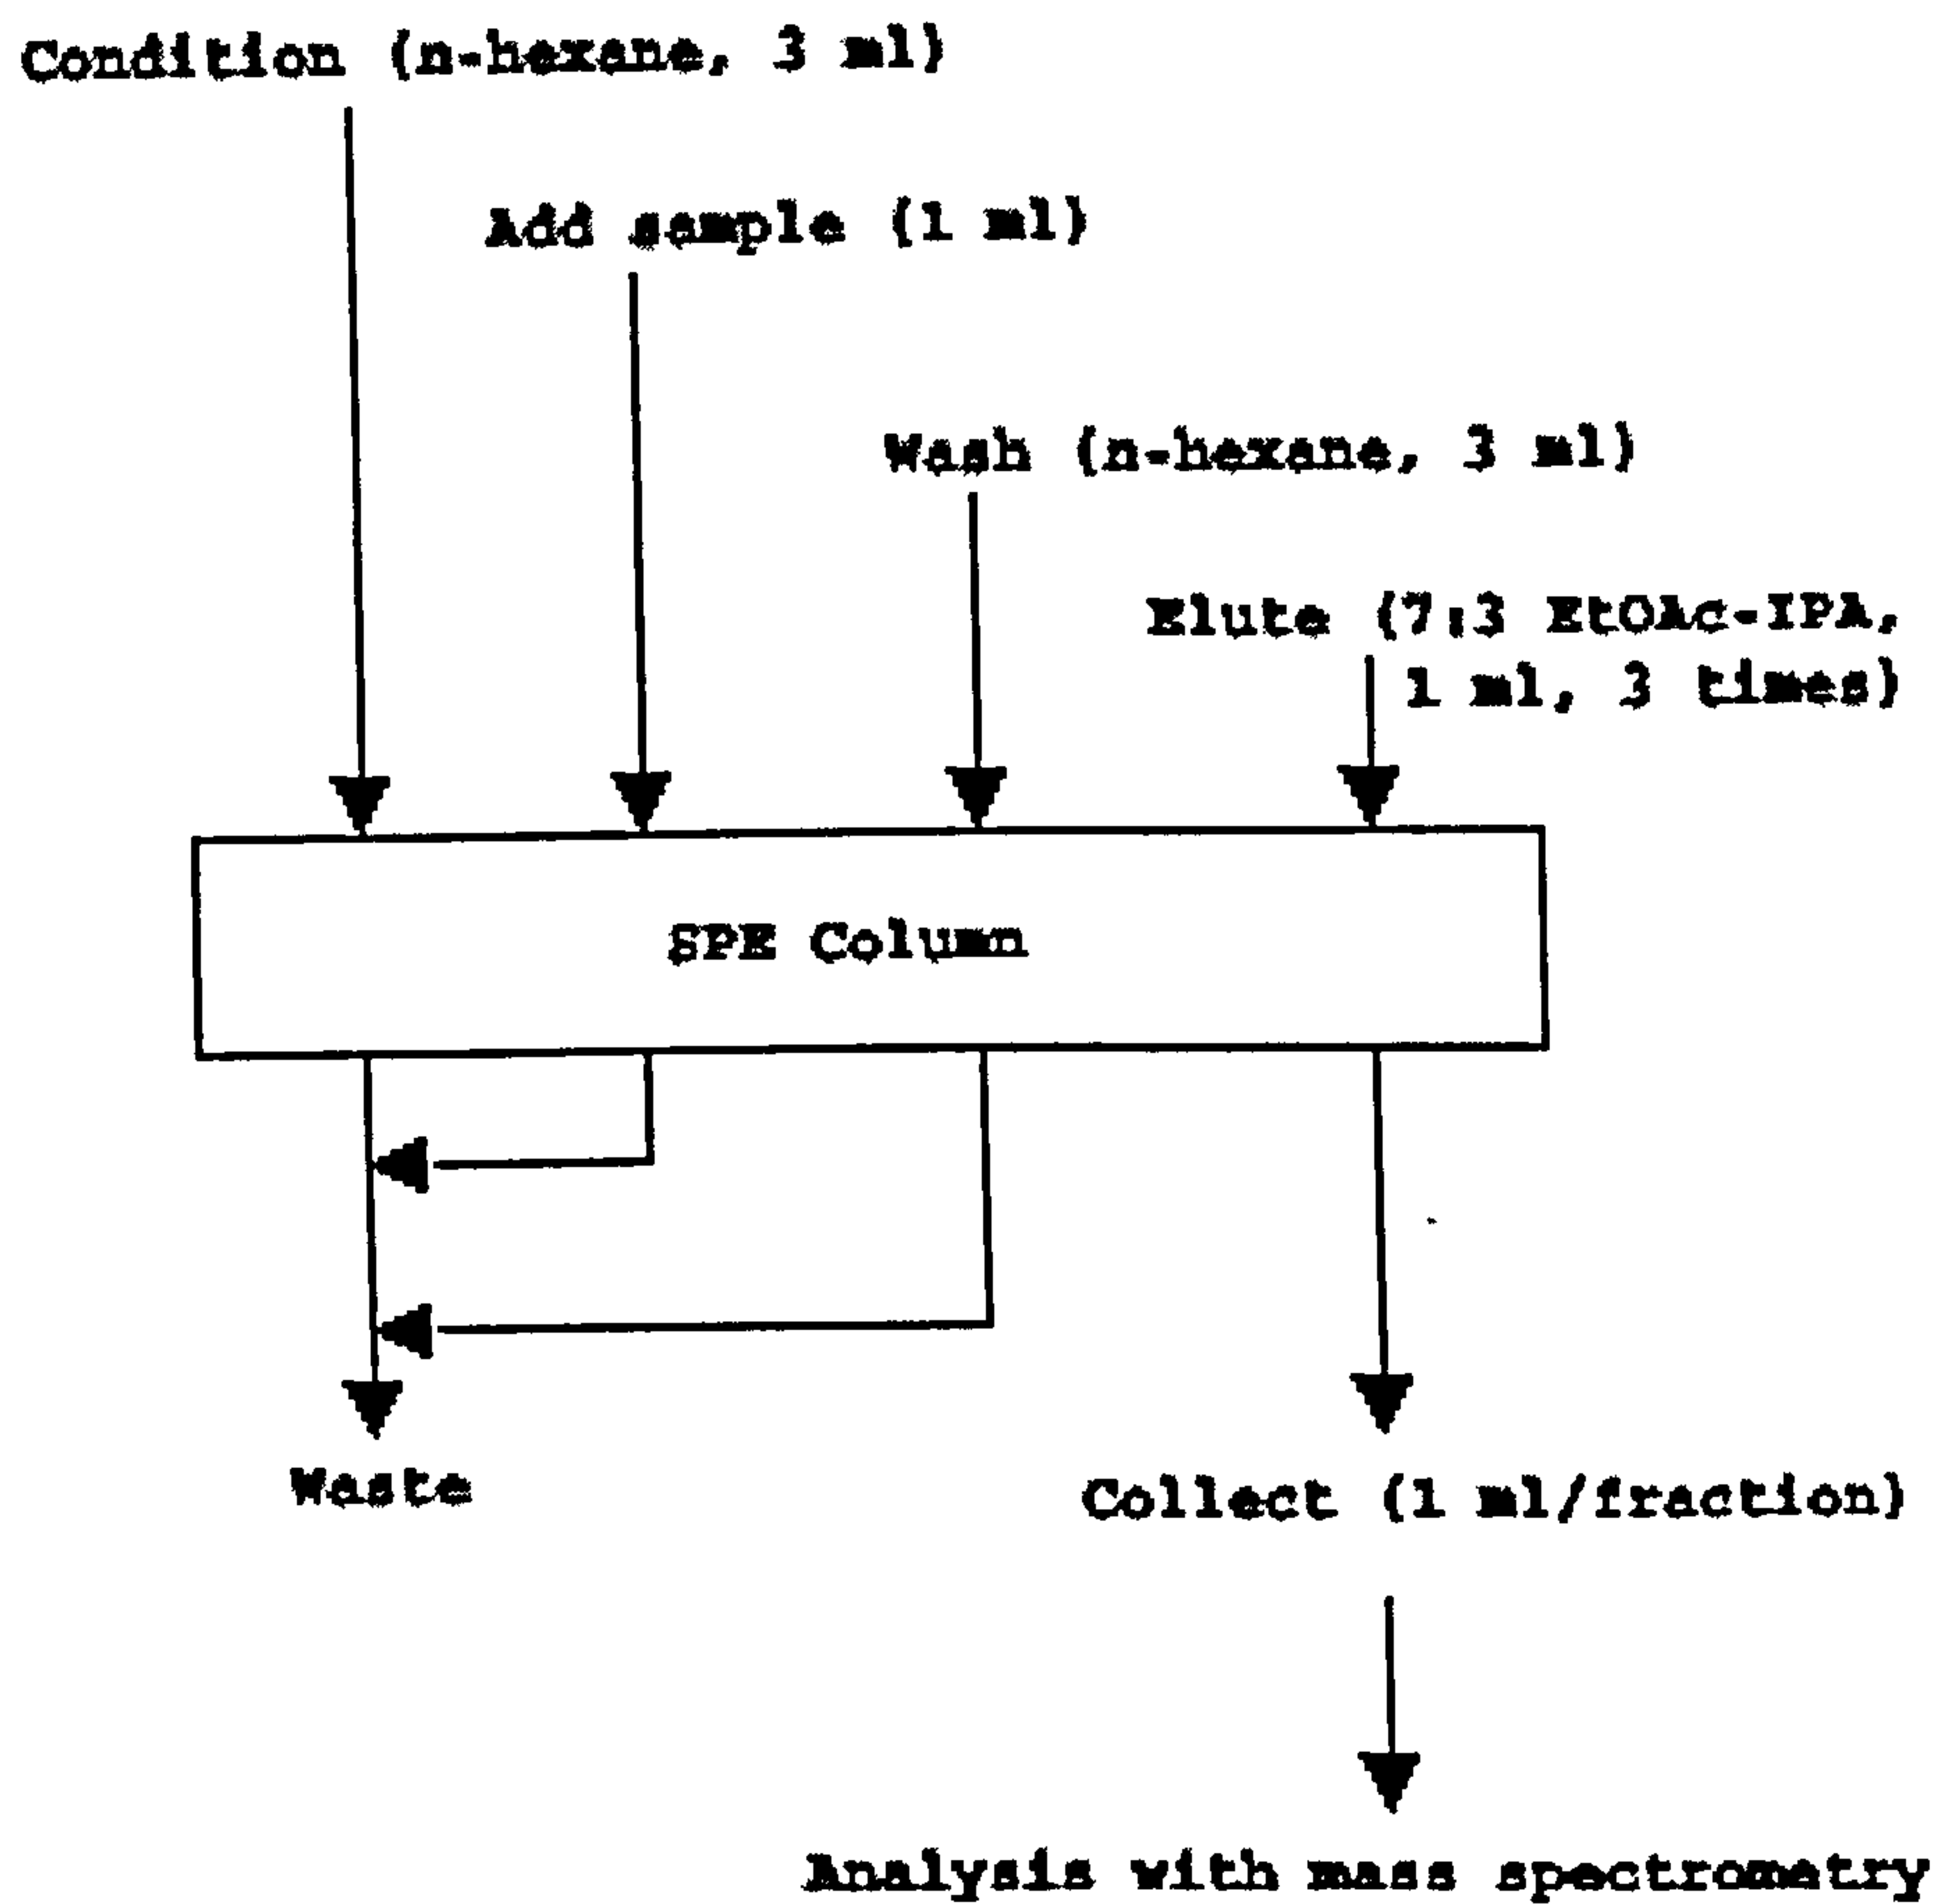 Condition (n-hexane, 3 ml)
Add sample (1 ml)
Wash (n-hexane, 3 ml)
Elute (7:3 EtOAc-IPA,
1 ml, 3 times)
SPE Column
Waste
Collect (1 ml/fraction)
Analysis with mass spectrometry